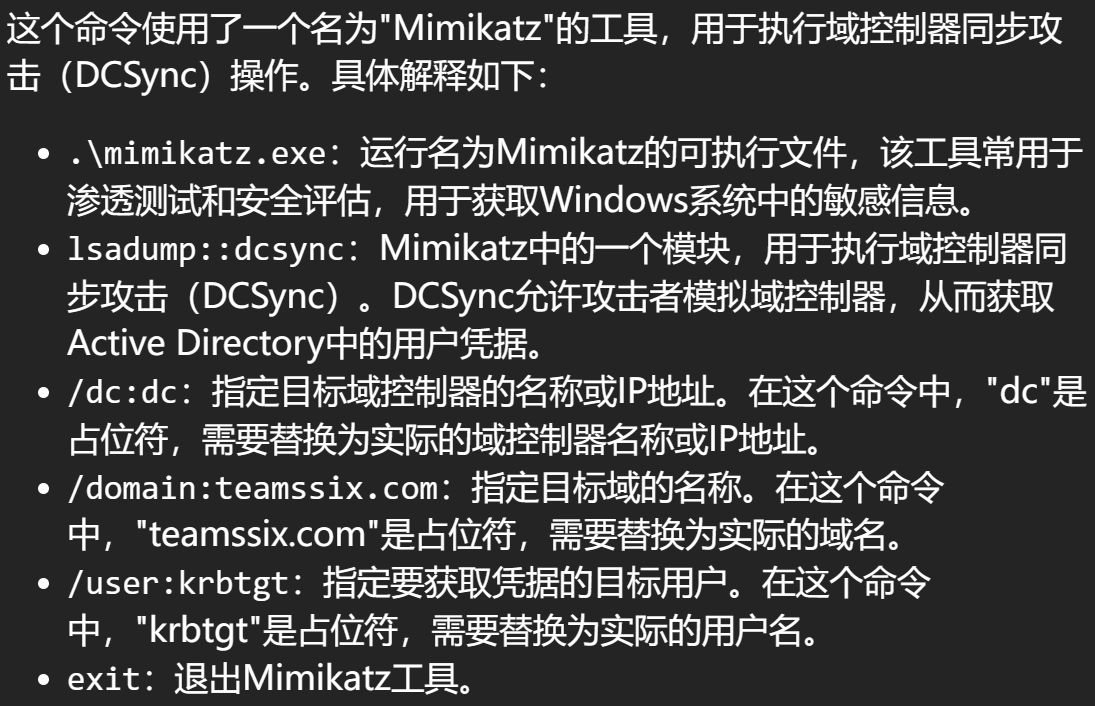 这个命令使用了一个名为"Mimikatz"的工具，用于执行域控制器同步攻
击（DCSync）操作。具体解释如下：
• .\mimikatz.exe：运行名为Mimikatz的可执行文件，该工具常用于
渗透测试和安全评估，用于获取Windows系统中的敏感信息。
• lsadump::dcsync：Mimikatz中的一个模块，用于执行域控制器同
步攻击（DCSync）。DCSync允许攻击者模拟域控制器，从而获取
Active Directory中的用户凭据。
• /dc:dc：指定目标域控制器的名称或IP地址。在这个命令中，"dc"是
占位符，需要替换为实际的域控制器名称或IP地址。
• /domain:teamssix.com：指定目标域的名称。在这个命令
中，"teamssix.com"是占位符，需要替换为实际的域名。
• /user:krbtgt：指定要获取凭据的目标用户。在这个命令
中，"krbtgt"是占位符，需要替换为实际的用户名。
• exit：退出Mimikatz工具。